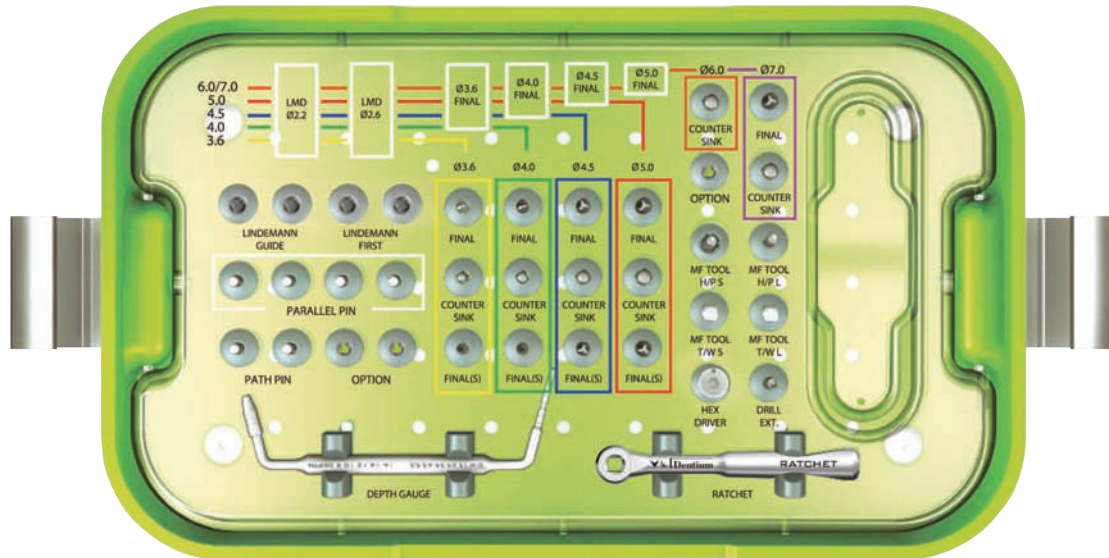 6.0/7.0
5.0
4.5
4.0
3.6
LMD
Ø2.2
LMD
Ø2.6
Ø3.6
FINAL
Ø4.0
FINAL
Ø4.5
FINAL
Ø5.0
FINAL
Ø6.0
Ø7.0
COUNTER
SINK
FINAL
Ø3.6
Ø4.0
Ø4.5
Ø5.0
OPTION
COUNTER
SINK
LINDEMANN
GUIDE
LINDEMANN
FIRST
FINAL
FINAL
FINAL
FINAL
MF TOOL
H/P S
MF TOOL
H/P L
PARALLEL PIN
COUNTER
SINK
COUNTER
SINK
COUNTER
SINK
COUNTER
SINK
MF TOOL
T/W S
MF TOOL
T/W L
PATH PIN
OPTION
FINAL(S)
FINAL(S)
FINAL(S)
FINAL(S)
HEX
DRIVER
DRILL
EXT.
Dentium
RATCHET
DEPTH GAUGE
RATCHET